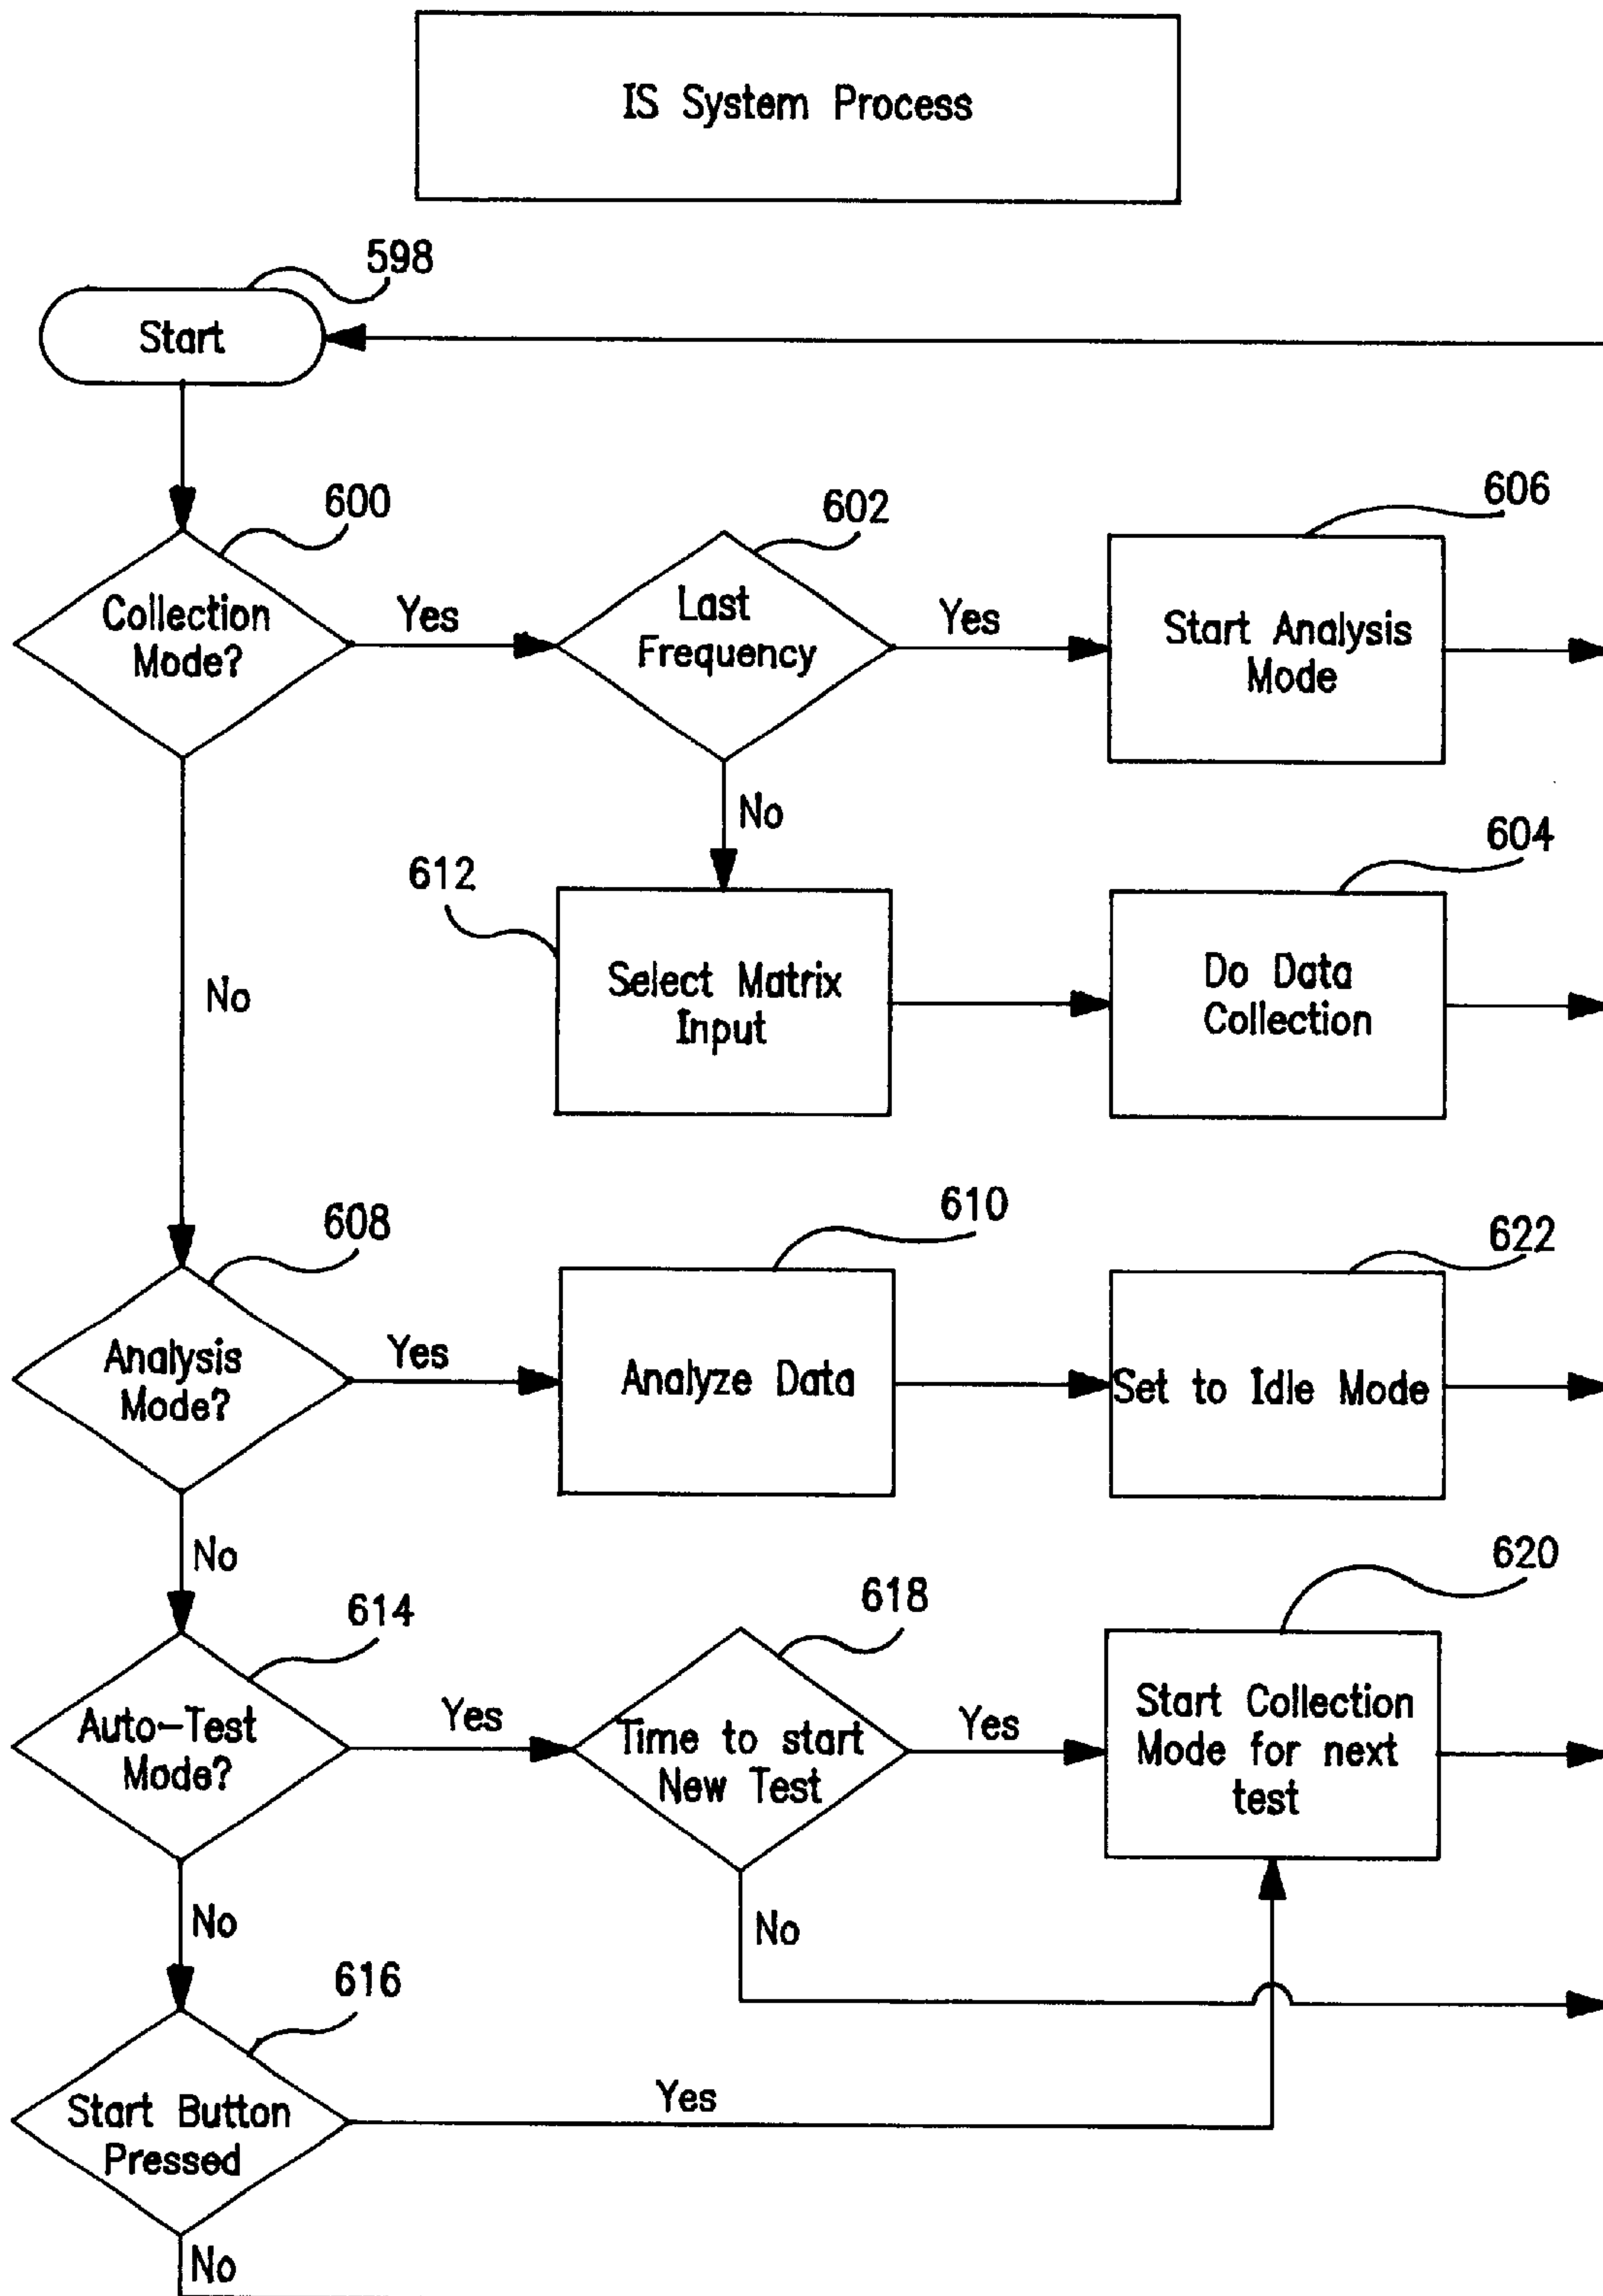 IS System Process
598
Start
600
602
606
Collection
Mode?
Yes
Last
Frequency
Yes
Start Analysis
Mode
No
604
612
Select Matrix
Input
Do Data
Collection
No
608
610
622
Analysis
Mode?
Yes
Analyze Data
Set to Idle Mode
No
614
618
620
Auto-Test
Mode?
Yes
Time to start
New Test
Yes
Start Collection
Mode for next
test
No
No
616
Start Button
Pressed
Yes
No